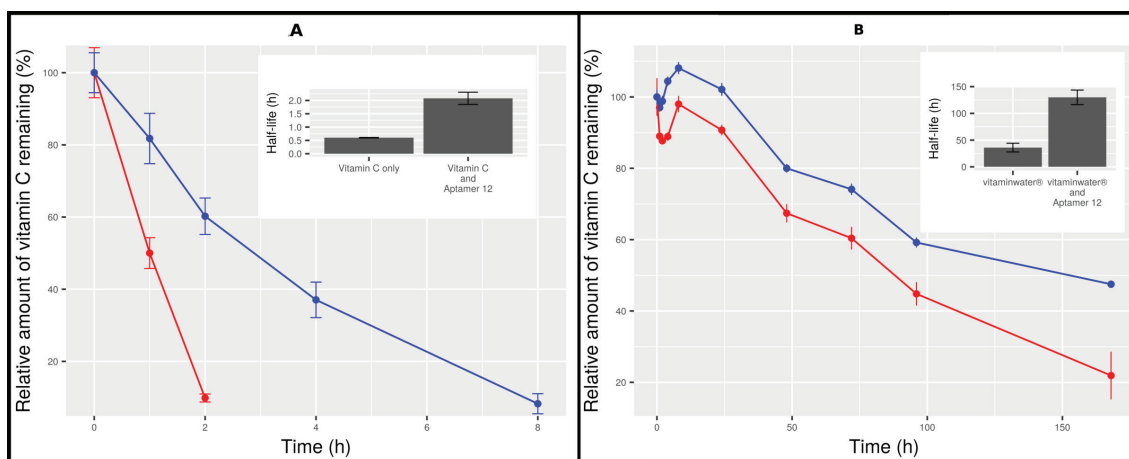 A
Relative amount of vitamin C remaining (%)
100
80
60
40
20
0
2
4
6
8
Time (h)
Half-life (h)
2.0
1.5
1.0
0.5
0.0
Vitamin C only
Vitamin C
and
Aptamer 12
B
Relative amount of vitamin C remaining (%)
100
80
60
40
20
0
50
100
150
Time (h)
Half-life (h)
150
100
50
0
vitaminwater®
vitaminwater®
and
Aptamer 12